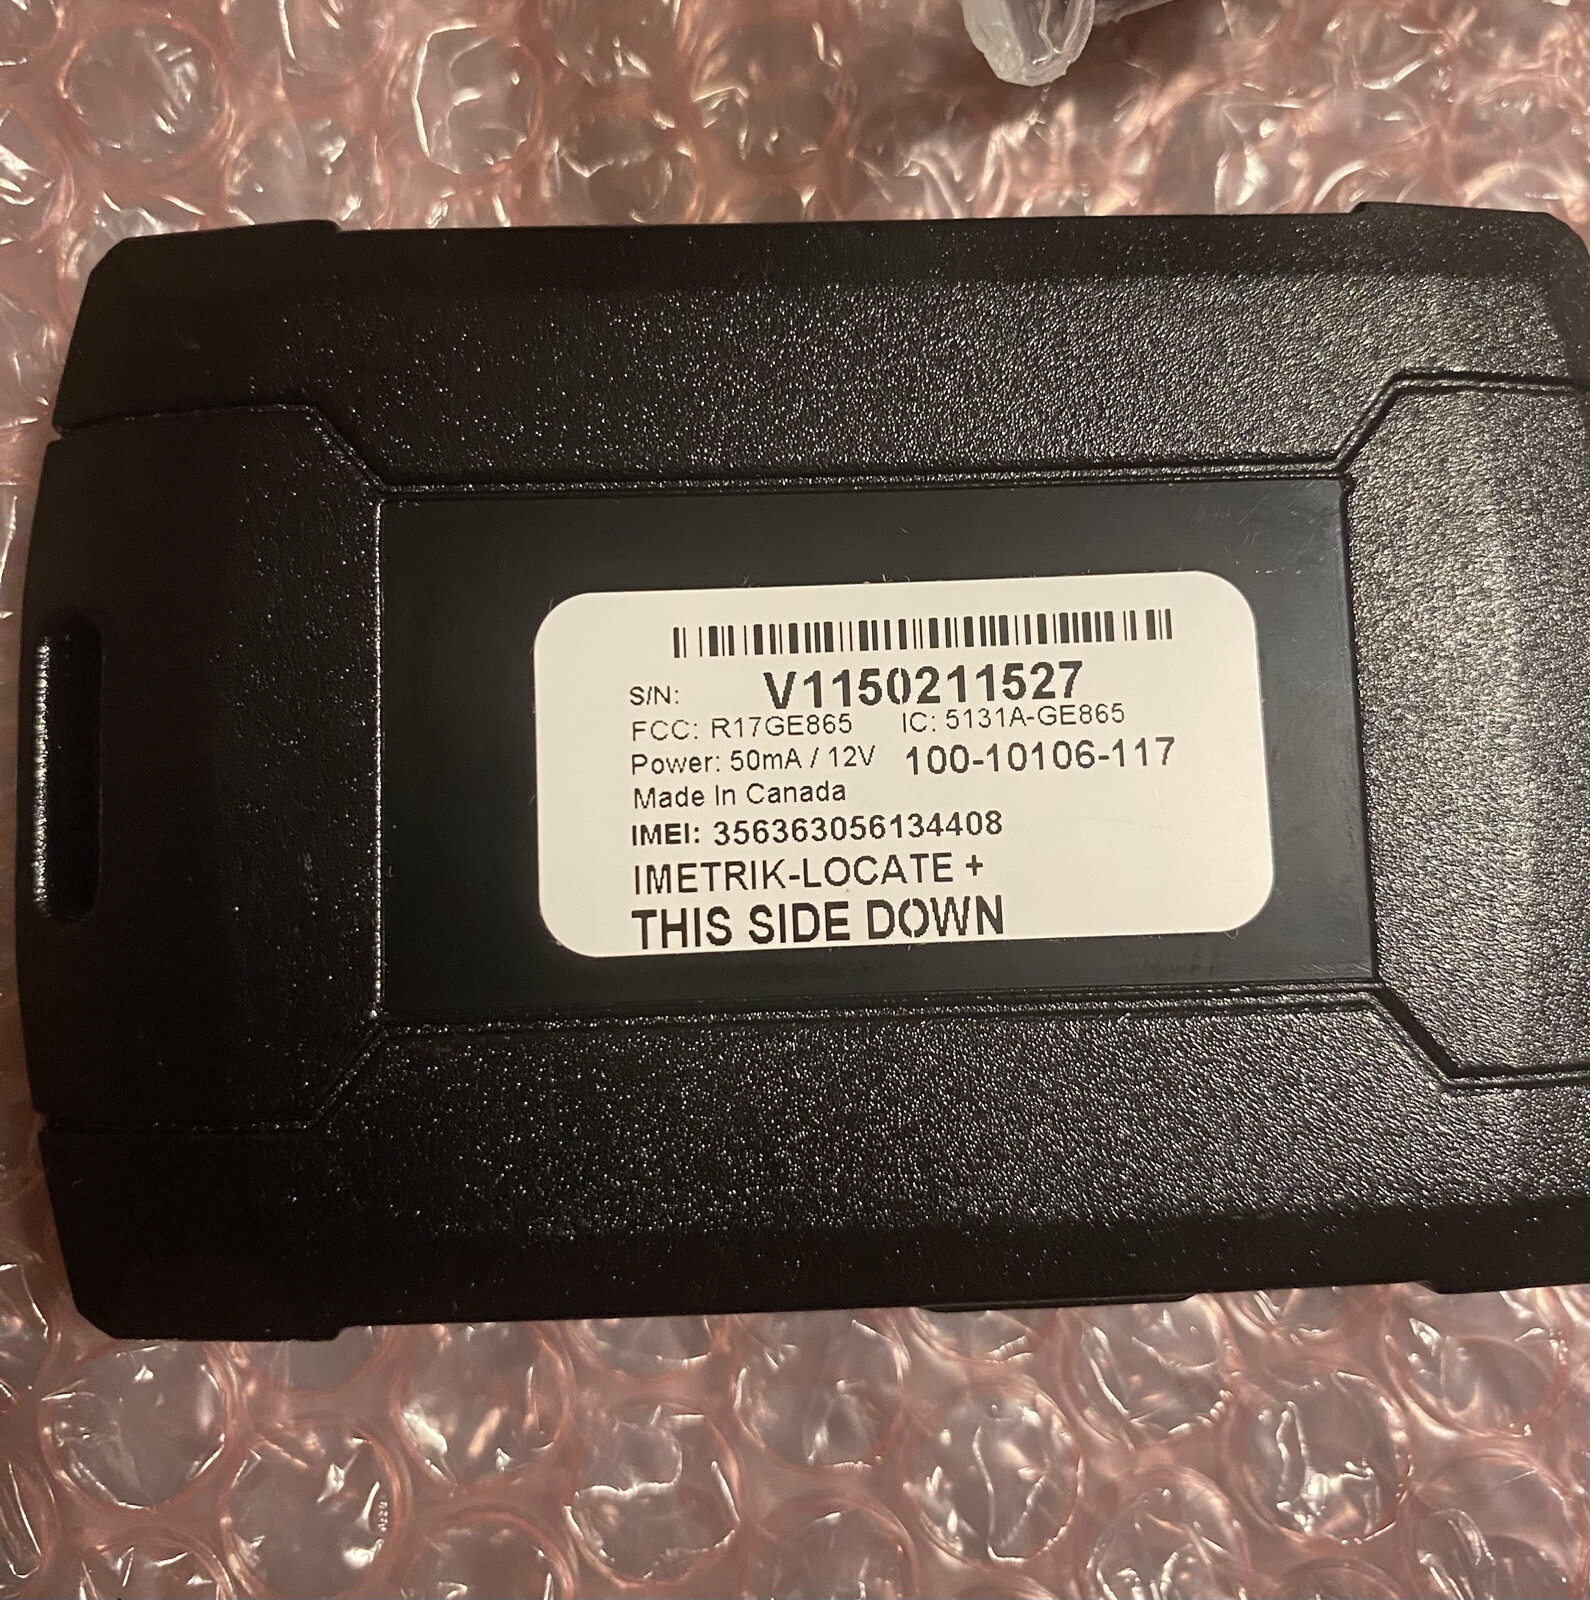 S/N: V1150211527
FCC: R17GE865 IC: 5131A-GE865
Power: 50mA / 12V 100-10106-117
Made In Canada
IMEI: 356363056134408
IMETRIK-LOCATE +
THIS SIDE DOWN